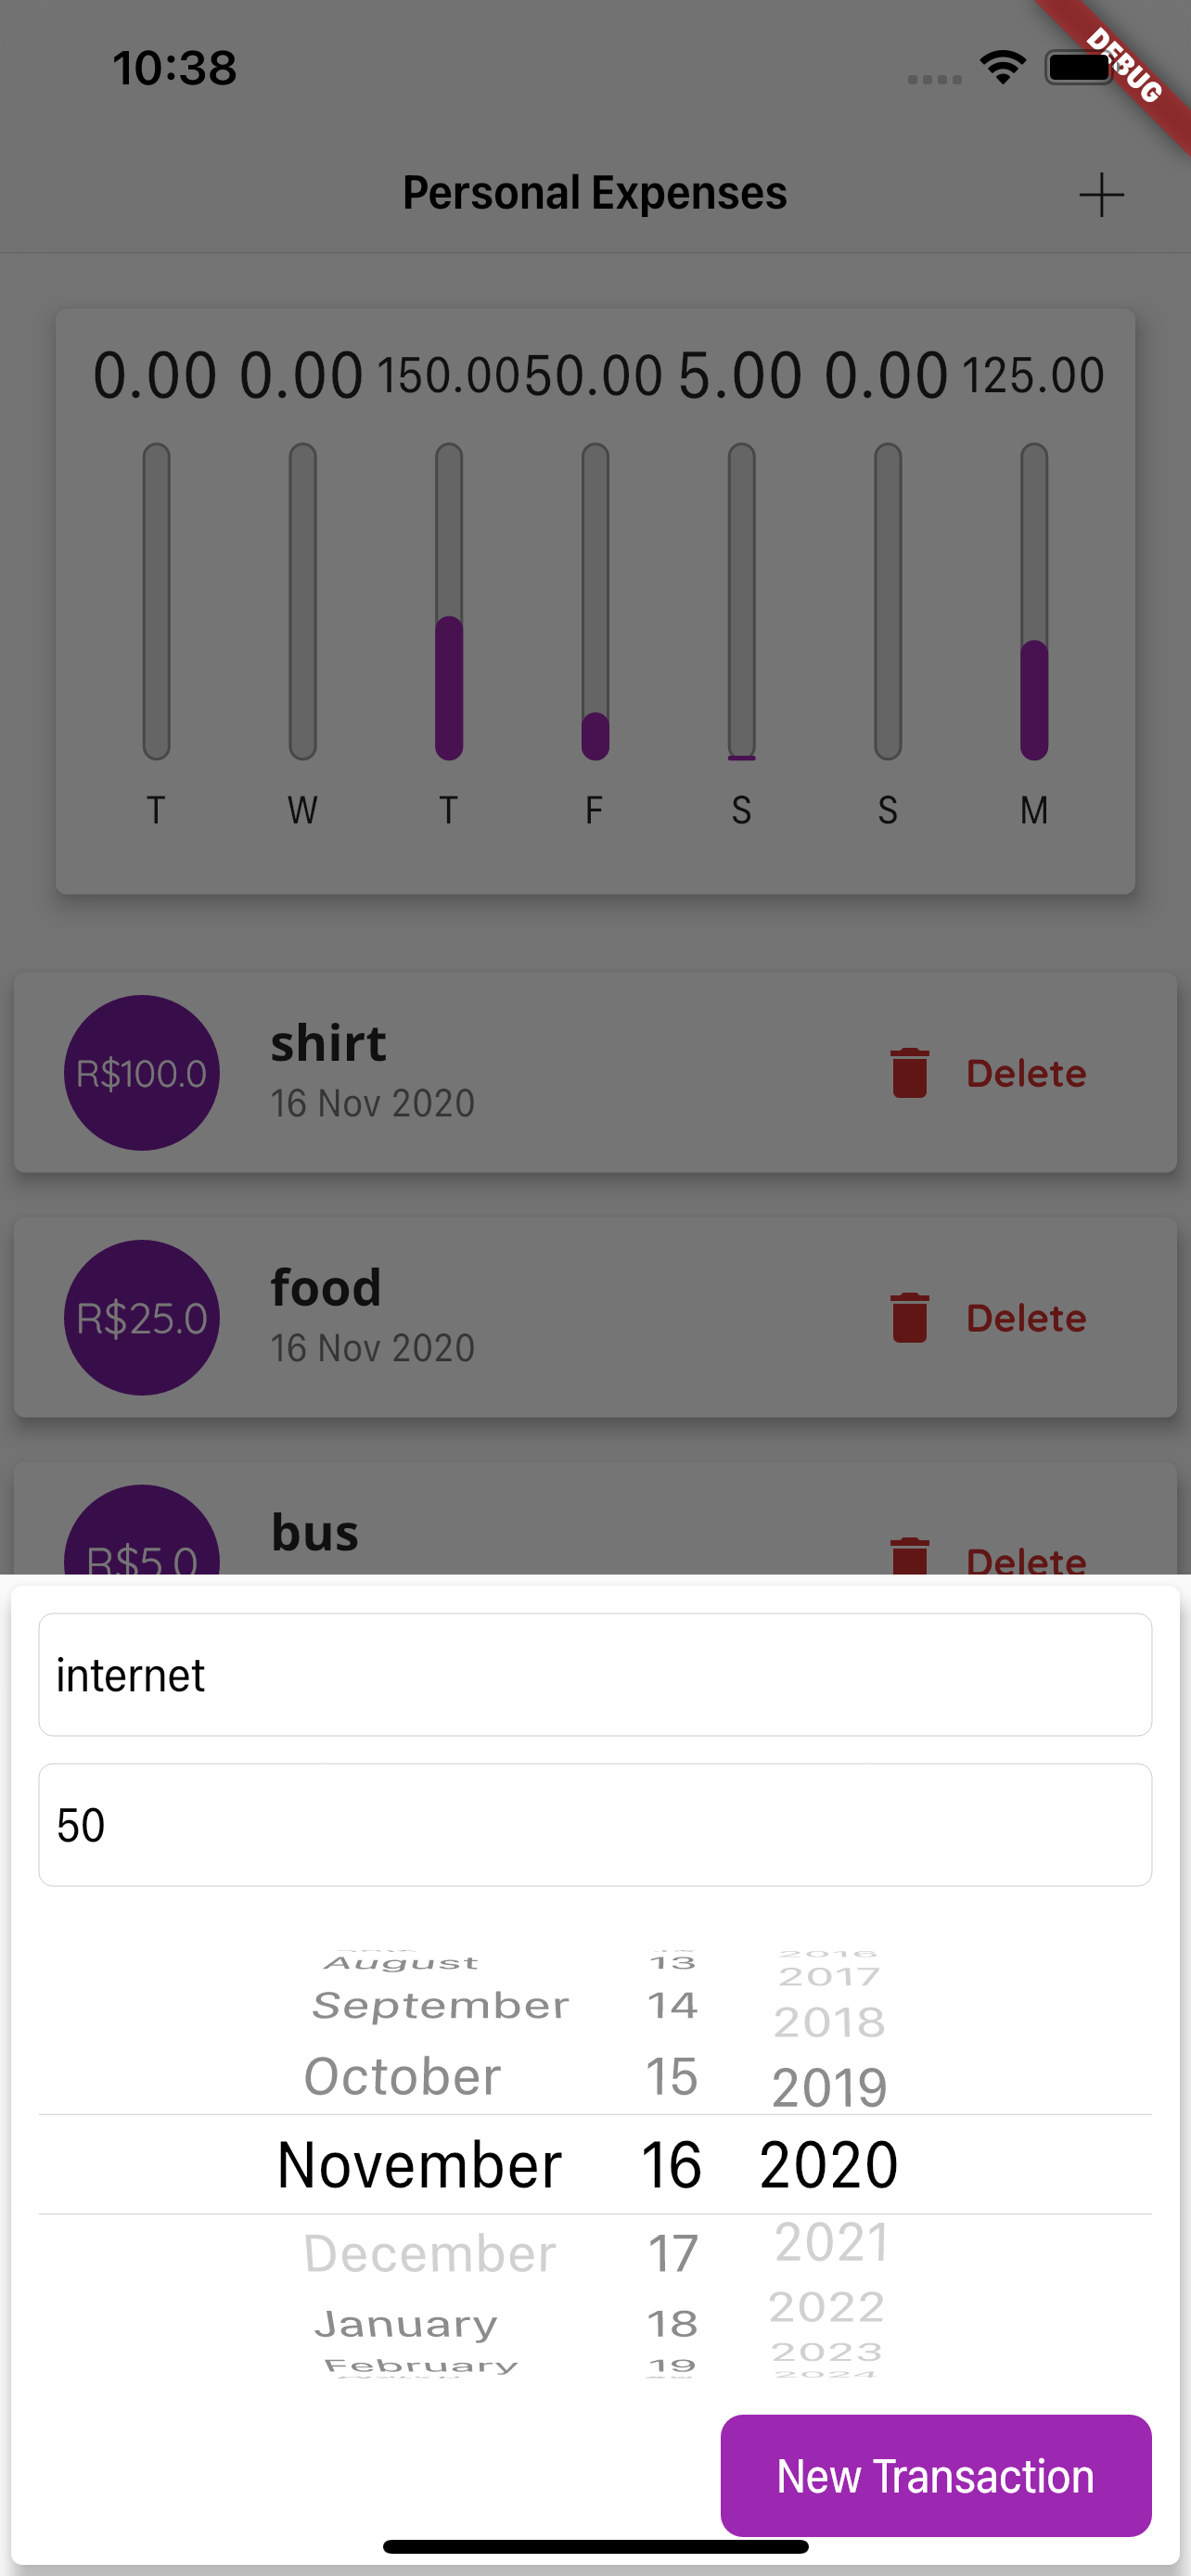 10:38
DEBUG
Personal Expenses
0.00 0.00 150.00 50.00 5.00 0.00 125.00
T W T F S S M
shirt
R$100.0
Delete
16 Nov 2020
food
R$25.0
Delete
16 Nov 2020
bus
R$5.0
Delete
internet
50
2016
August 13 2017
September 14 2018
October 15 2019
November 16 2020
December 17 2021
January 18 2022
February 19 2023
2024
New Transaction